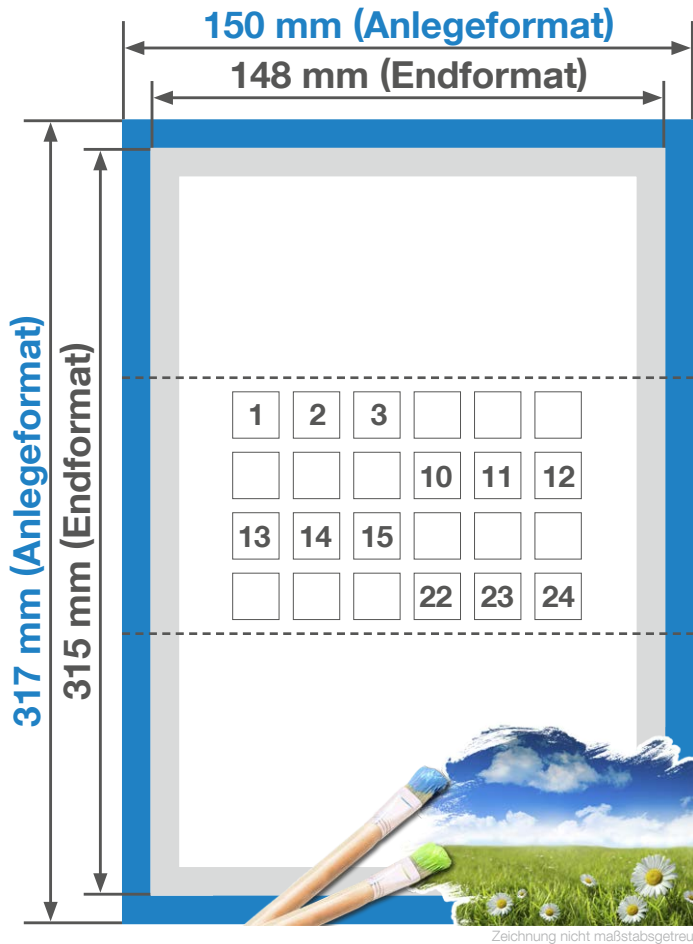 150 mm (Anlegeformat)
148 mm (Endformat)
317 mm (Anlegeformat)
315 mm (Endformat)
1 2 3
10 11 12
13 14 15
22 23 24
Zeichnung nicht maßstabsgetreu